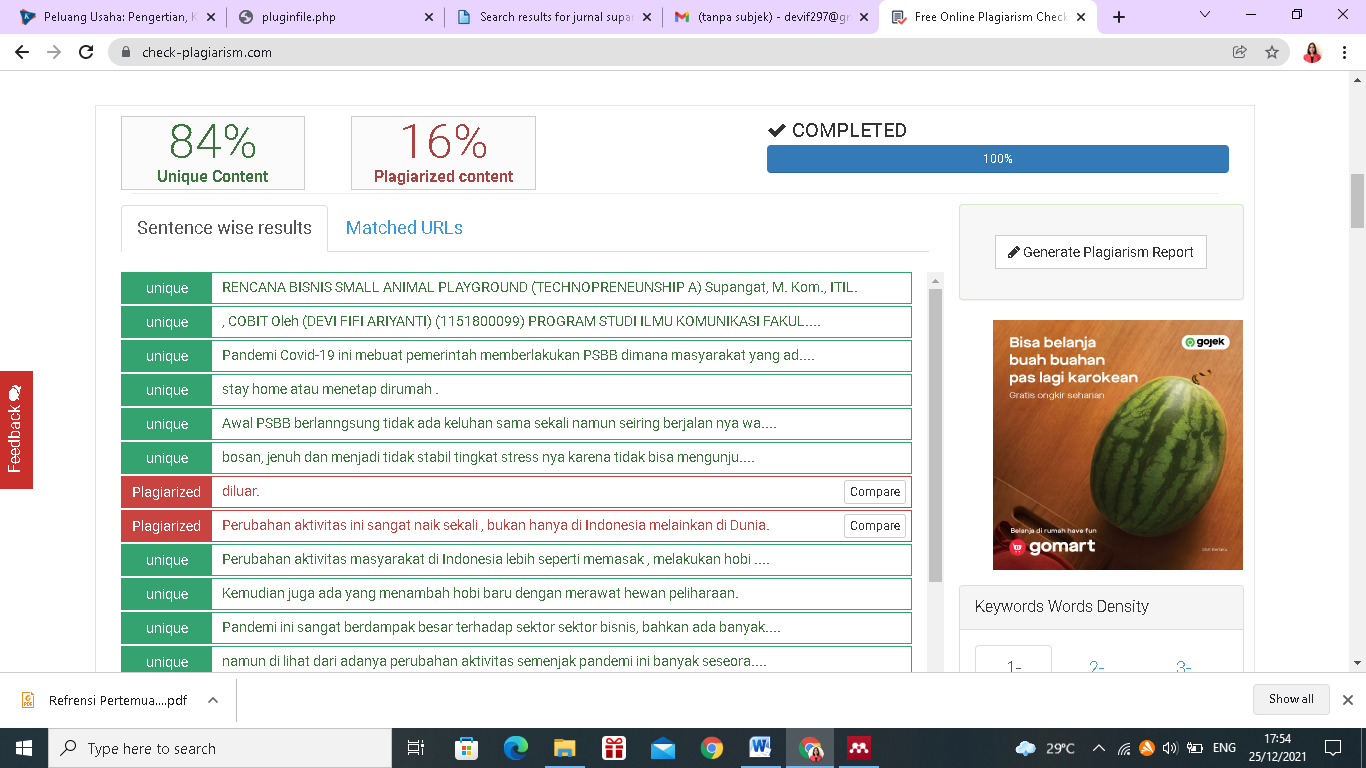 Peluang Usaha: Pengertian, K
pluginfile.php
Search results for jurnal supar
(tanpa subjek) - devif297@gm
Free Online Plagiarism Check
check-plagiarism.com
84%
Unique Content
16%
Plagiarized content
COMPLETED
100%
Sentence wise results
Matched URLs
Generate Plagiarism Report
unique RENCANA BISNIS SMALL ANIMAL PLAYGROUND (TECHNOPRENEUNSHIP A) Supangat, M. Kom., ITIL.
unique , COBIT Oleh (DEVI FIFI ARIYANTI) (1151800099) PROGRAM STUDI ILMU KOMUNIKASI FAKUL....
unique Pandemi Covid-19 ini mebuat pemerintah memberlakukan PSBB dimana masyarakat yang ad....
unique stay home atau menetap dirumah .
unique Awal PSBB berlanngsung tidak ada keluhan sama sekali namun seiring berjalan nya wa....
unique bosan, jenuh dan menjadi tidak stabil tingkat stress nya karena tidak bisa mengunju....
Plagiarized diluar. Compare
Plagiarized Perubahan aktivitas ini sangat naik sekali , bukan hanya di Indonesia melainkan di Dunia. Compare
unique Perubahan aktivitas masyarakat di Indonesia lebih seperti memasak , melakukan hobi ....
unique Kemudian juga ada yang menambah hobi baru dengan merawat hewan peliharaan.
unique Pandemi ini sangat berdampak besar terhadap sektor sektor bisnis, bahkan ada banyak....
unique namun di lihat dari adanya perubahan aktivitas semenjak pandemi ini banyak seseora....
Feedback
Bisa belanja
buah buahan
pas lagi karokean
Gratis ongkir seharian
gojek
Belanja di rumah have fun
gomart
Keywords Words Density
1-
2-
3-
Refrensi Pertemua....pdf
Show all
Type here to search
29°C
ENG
17:54
25/12/2021